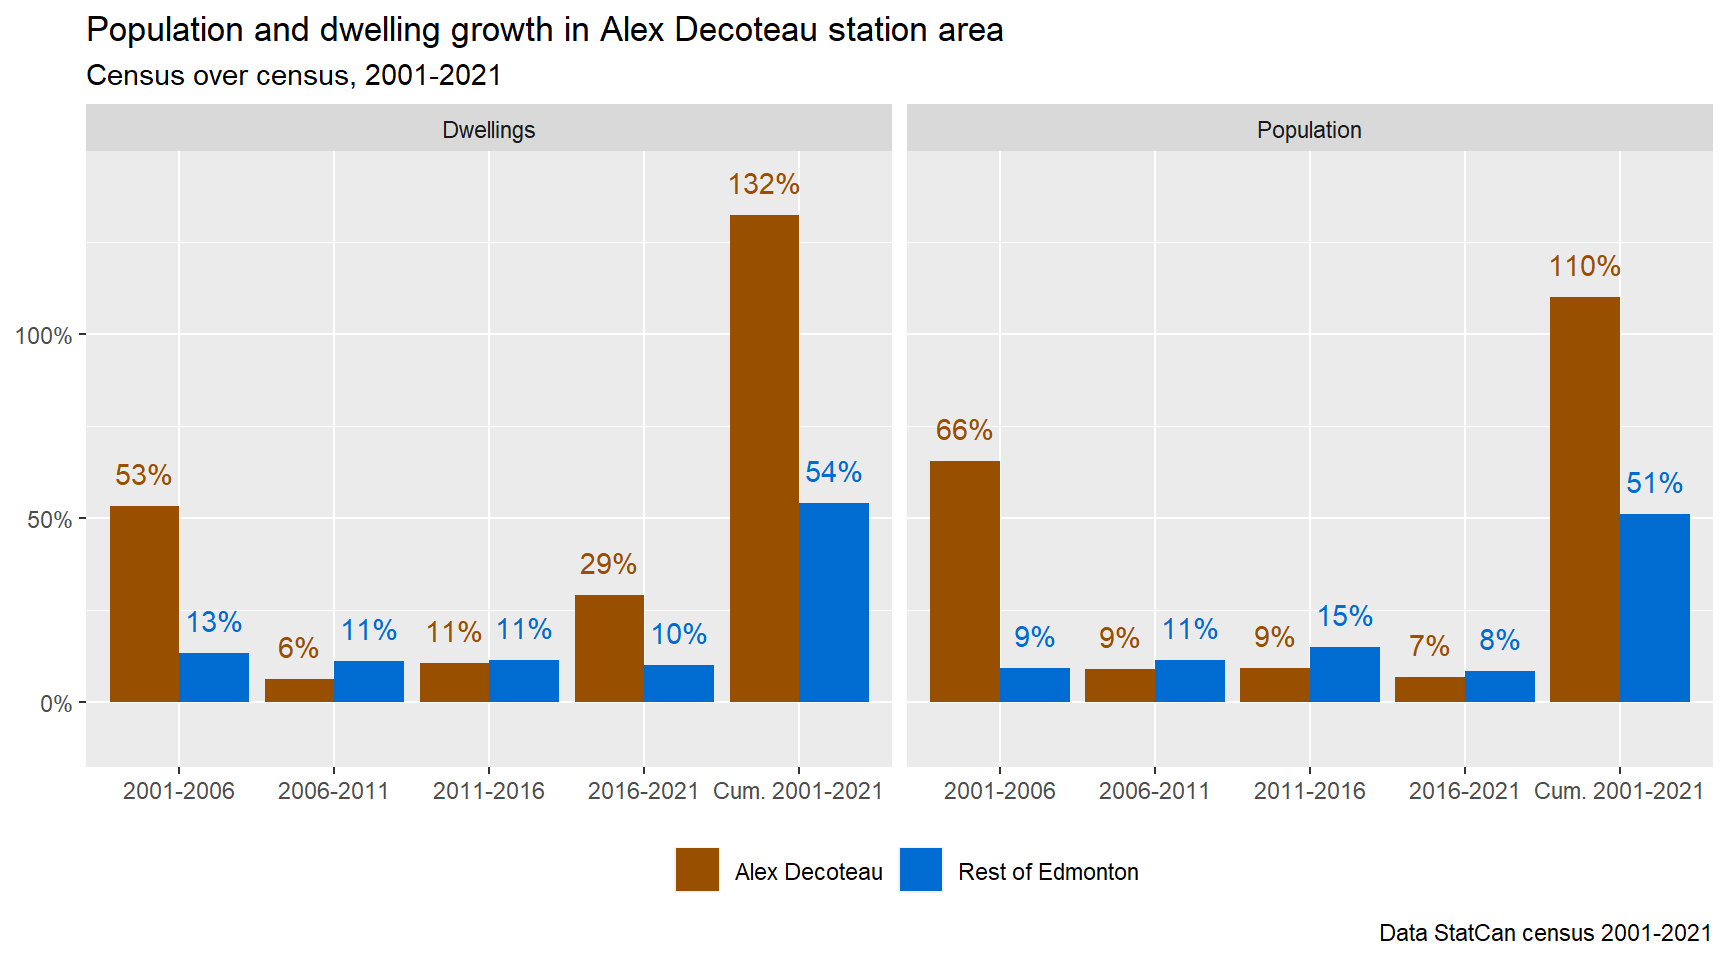 Population and dwelling growth in Alex Decoteau station area
Census over census, 2001-2021
Dwellings
Population
132%
110%
100%
66%
53%
54%
51%
50%
29%
13%
6%
11%
11%
11%
10%
9%
9%
11%
9%
15%
7%
8%
0%
2001-2006 2006-2011 2011-2016 2016-2021 Cum. 2001-2021
2001-2006 2006-2011 2011-2016 2016-2021 Cum. 2001-2021
Alex Decoteau Rest of Edmonton
Data StatCan census 2001-2021